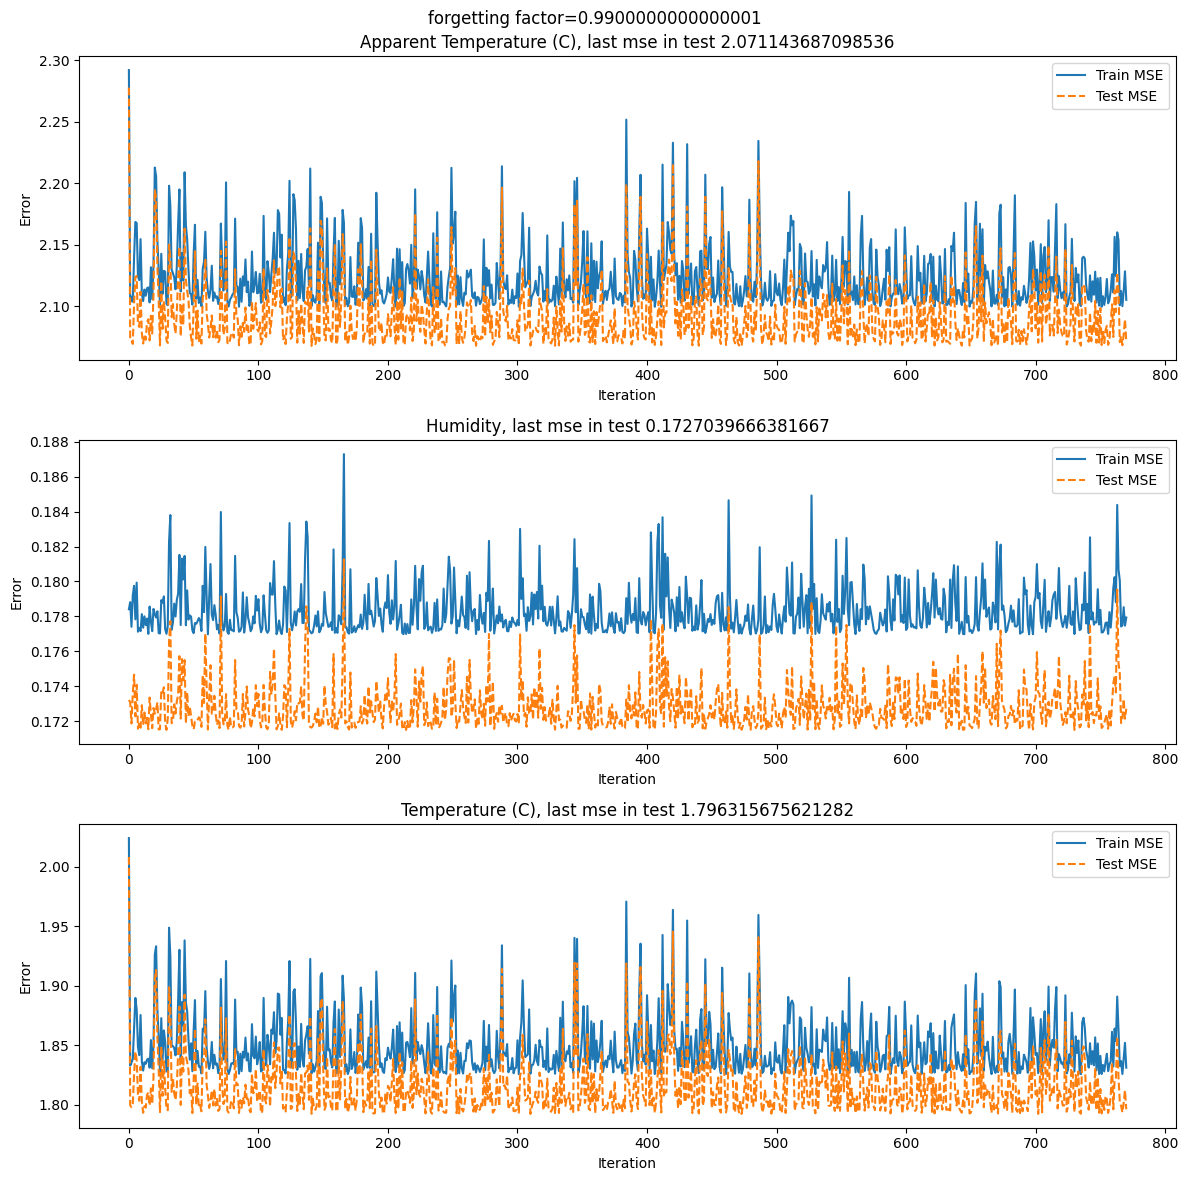 forgetting factor=0.9900000000000001
Apparent Temperature (C), last mse in test 2.071143687098536
2.30
2.25
2.20
2.15
2.10
Error
Train MSE
Test MSE
0 100 200 300 400 500 600 700 800
Iteration
Humidity, last mse in test 0.1727039666381667
0.188
0.186
0.184
0.182
0.180
0.178
0.176
0.174
0.172
Error
Train MSE
Test MSE
0 100 200 300 400 500 600 700 800
Iteration
Temperature (C), last mse in test 1.796315675621282
2.00
1.95
1.90
1.85
1.80
Error
Train MSE
Test MSE
0 100 200 300 400 500 600 700 800
Iteration